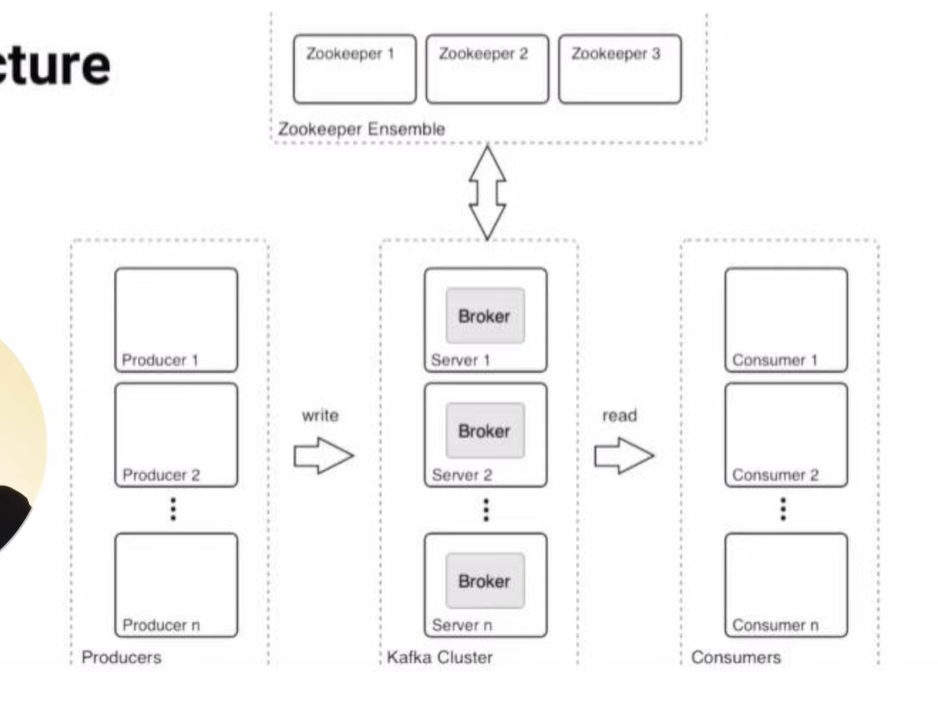 cture
Zookeeper 1
Zookeeper 2
Zookeeper 3
Zookeeper Ensemble
Broker
Producer 1
Server 1
Consumer 1
write
Broker
read
Producer 2
Server 2
Consumer 2
Broker
Producer n
Server n
Consumer n
Producers
Kafka Cluster
Consumers